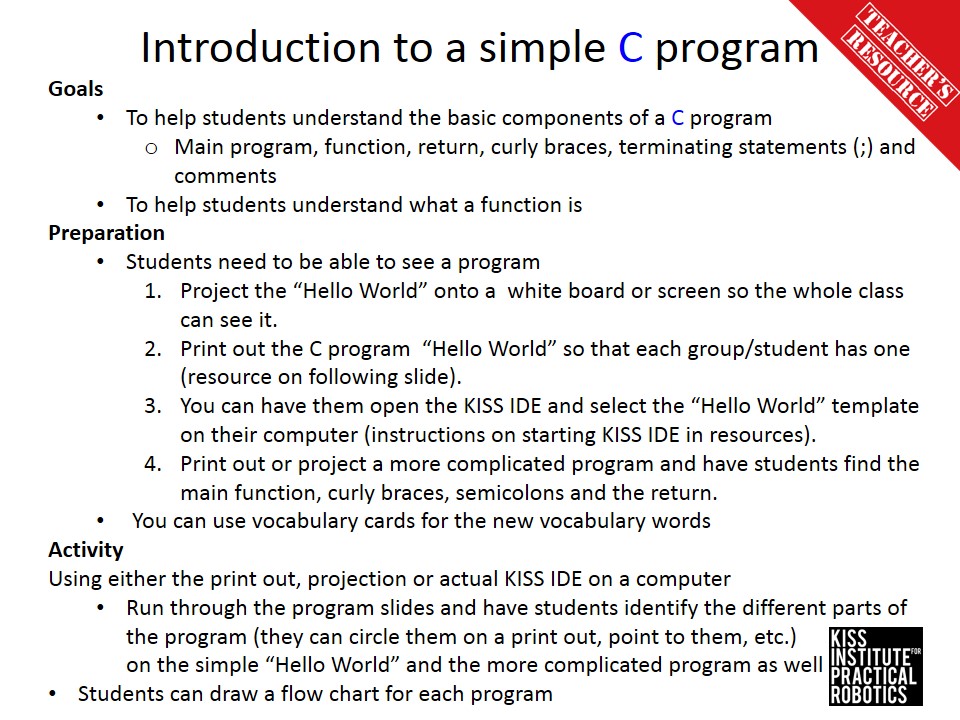 Introduction to a simple C program
TEACHER'S
RESOURCE
Goals
• To help students understand the basic components of a C program
o Main program, function, return, curly braces, terminating statements (;) and
comments
• To help students understand what a function is
Preparation
• Students need to be able to see a program
1. Project the “Hello World” onto a  white board or screen so the whole class
can see it.
2. Print out the C program  “Hello World” so that each group/student has one
(resource on following slide).
3. You can have them open the KISS IDE and select the “Hello World” template
on their computer (instructions on starting KISS IDE in resources).
4. Print out or project a more complicated program and have students find the
main function, curly braces, semicolons and the return.
• You can use vocabulary cards for the new vocabulary words
Activity
Using either the print out, projection or actual KISS IDE on a computer
• Run through the program slides and have students identify the different parts of
the program (they can circle them on a print out, point to them, etc.)
on the simple “Hello World” and the more complicated program as well
• Students can draw a flow chart for each program
KISS
INSTITUTE FOR
PRACTICAL
ROBOTICS